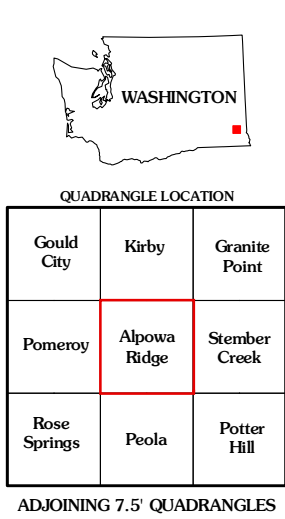 WASHINGTON
QUADRANGLE LOCATION
Gould
City
Kirby
Granite
Point
Pomeroy
Alpowa
Ridge
Stember
Creek
Rose
Springs
Peola
Potter
Hill
ADJOINING 7.5' QUADRANGLES